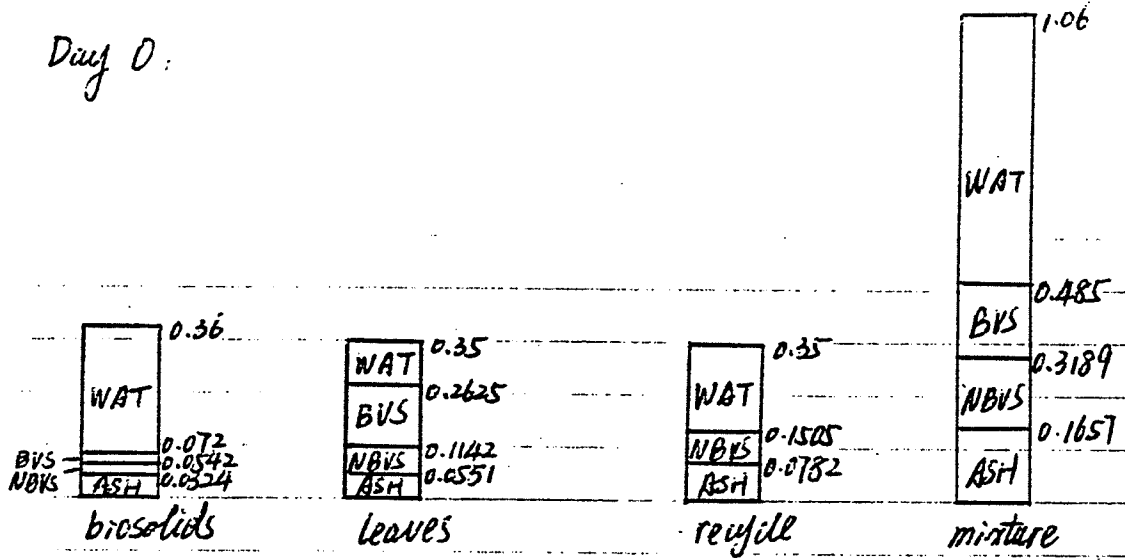 Day 0:
1.06
WAT
0.485
BVS
0.3189
NBVS
0.1657
ASH
mixture
0.36
WAT
0.072
BVS
0.0542
NBVS
0.0324
ASH
biosolids
0.35
WAT
0.2625
BVS
0.1142
NBVS
0.0551
ASH
leaves
0.35
WAT
0.1505
NBVS
0.0782
ASH